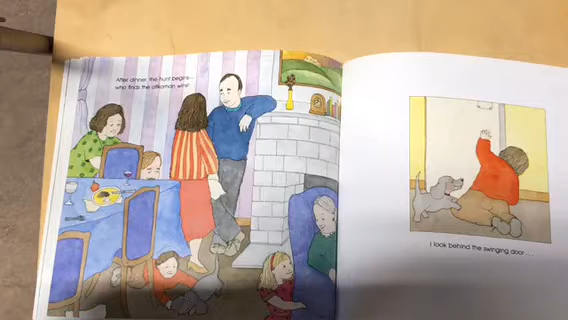 After dinner, the hunt begins—
who finds the afikoman wins!
I look behind the swinging door . . .